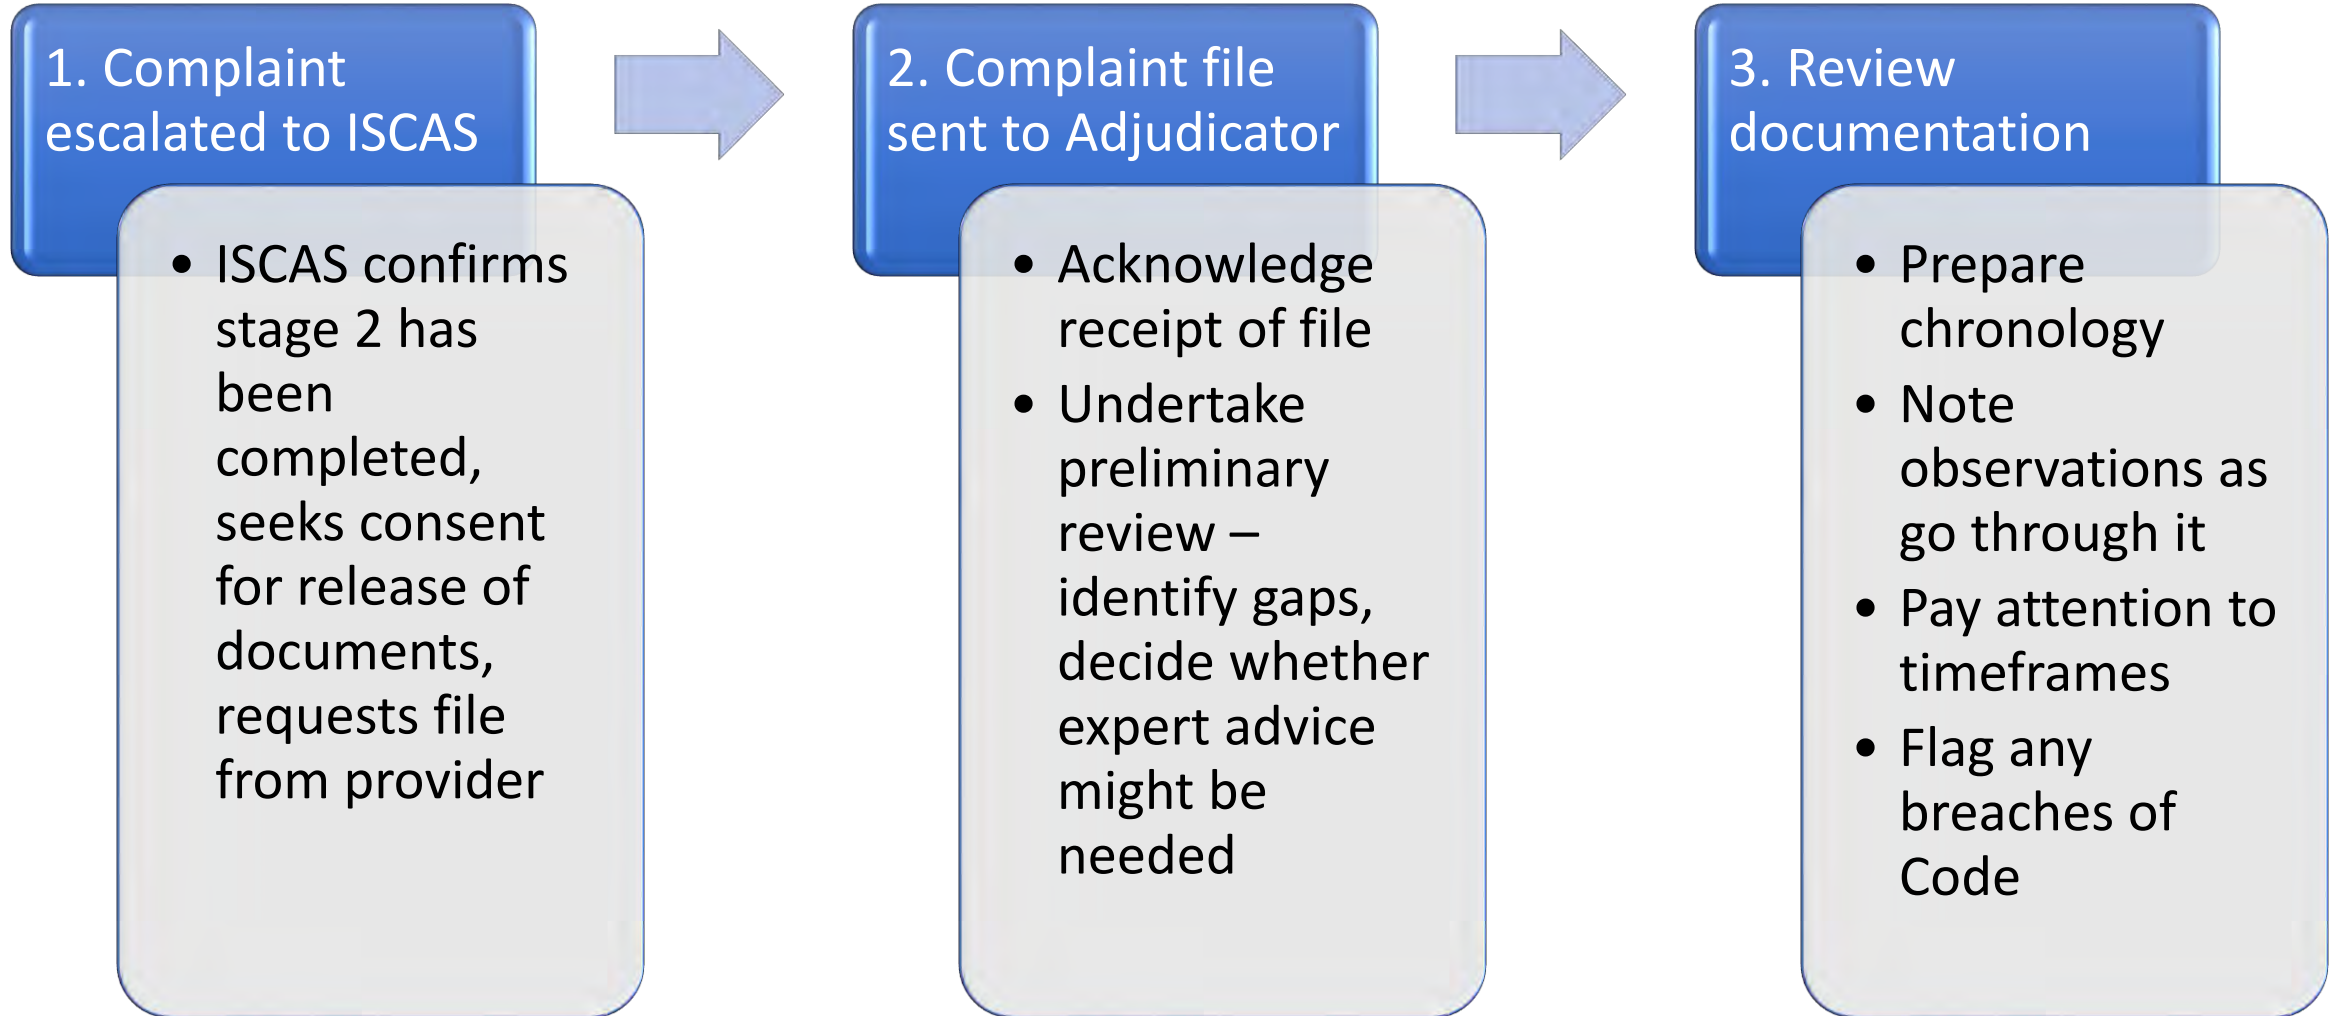 1. Complaint
escalated to ISCAS
• ISCAS confirms
stage 2 has
been
completed,
seeks consent
for release of
documents,
requests file
from provider
2. Complaint file
sent to Adjudicator
• Acknowledge
receipt of file
• Undertake
preliminary
review –
identify gaps,
decide whether
expert advice
might be
needed
3. Review
documentation
• Prepare
chronology
• Note
observations as
go through it
• Pay attention to
timeframes
• Flag any
breaches of
Code